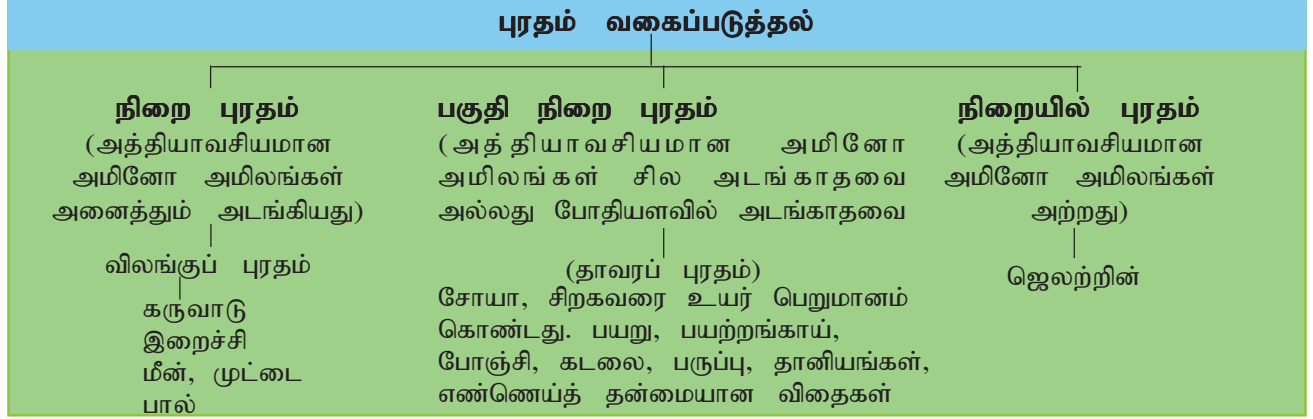 புரதம் வகைப்படுத்தல்
நிறை புரதம்
(அத்தியாவசியமான
அமினோ அமிலங்கள்
அனைத்தும் அடங்கியது)
விலங்குப் புரதம்
கருவாடு
இறைச்சி
மீன், முட்டை
பால்
பகுதி நிறை புரதம்
(அத்தியாவசியமான அமினோ
அமிலங்கள் சில அடங்காதவை
அல்லது போதியளவில் அடங்காதவை
(தாவரப் புரதம்)
சோயா, சிறகவரை உயர் பெறுமானம்
கொண்டது. பயறு, பயற்றங்காய்,
போஞ்சி, கடலை, பருப்பு, தானியங்கள்,
எண்ணெய்த் தன்மையான விதைகள்
நிறையில் புரதம்
(அத்தியாவசியமான
அமினோ அமிலங்கள்
அற்றது)
ஜெலற்றின்